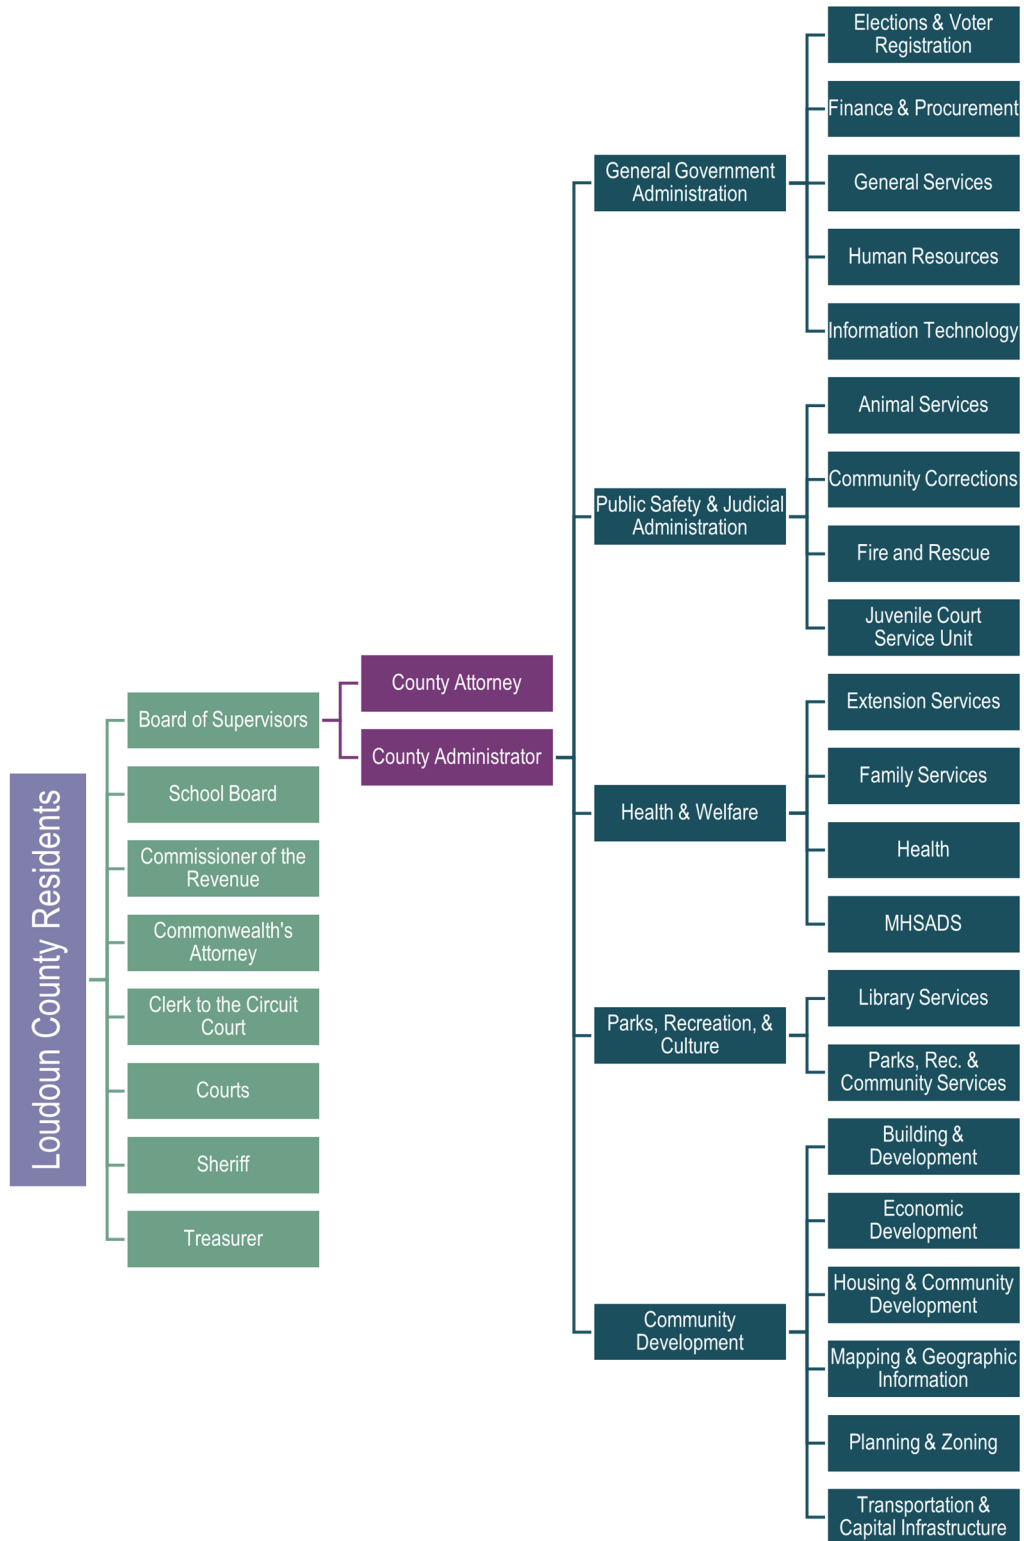 Loudoun County Residents
Board of Supervisors
School Board
Commissioner of the
Revenue
Commonwealth's
Attorney
Clerk to the Circuit
Court
Courts
Sheriff
Treasurer
County Attorney
County Administrator
General Government
Administration
Elections & Voter
Registration
Finance & Procurement
General Services
Human Resources
Information Technology
Public Safety & Judicial
Administration
Animal Services
Community Corrections
Fire and Rescue
Juvenile Court
Service Unit
Health & Welfare
Extension Services
Family Services
Health
MHSADS
Parks, Recreation, &
Culture
Library Services
Parks, Rec. &
Community Services
Community
Development
Building &
Development
Economic
Development
Housing & Community
Development
Mapping & Geographic
Information
Planning & Zoning
Transportation &
Capital Infrastructure